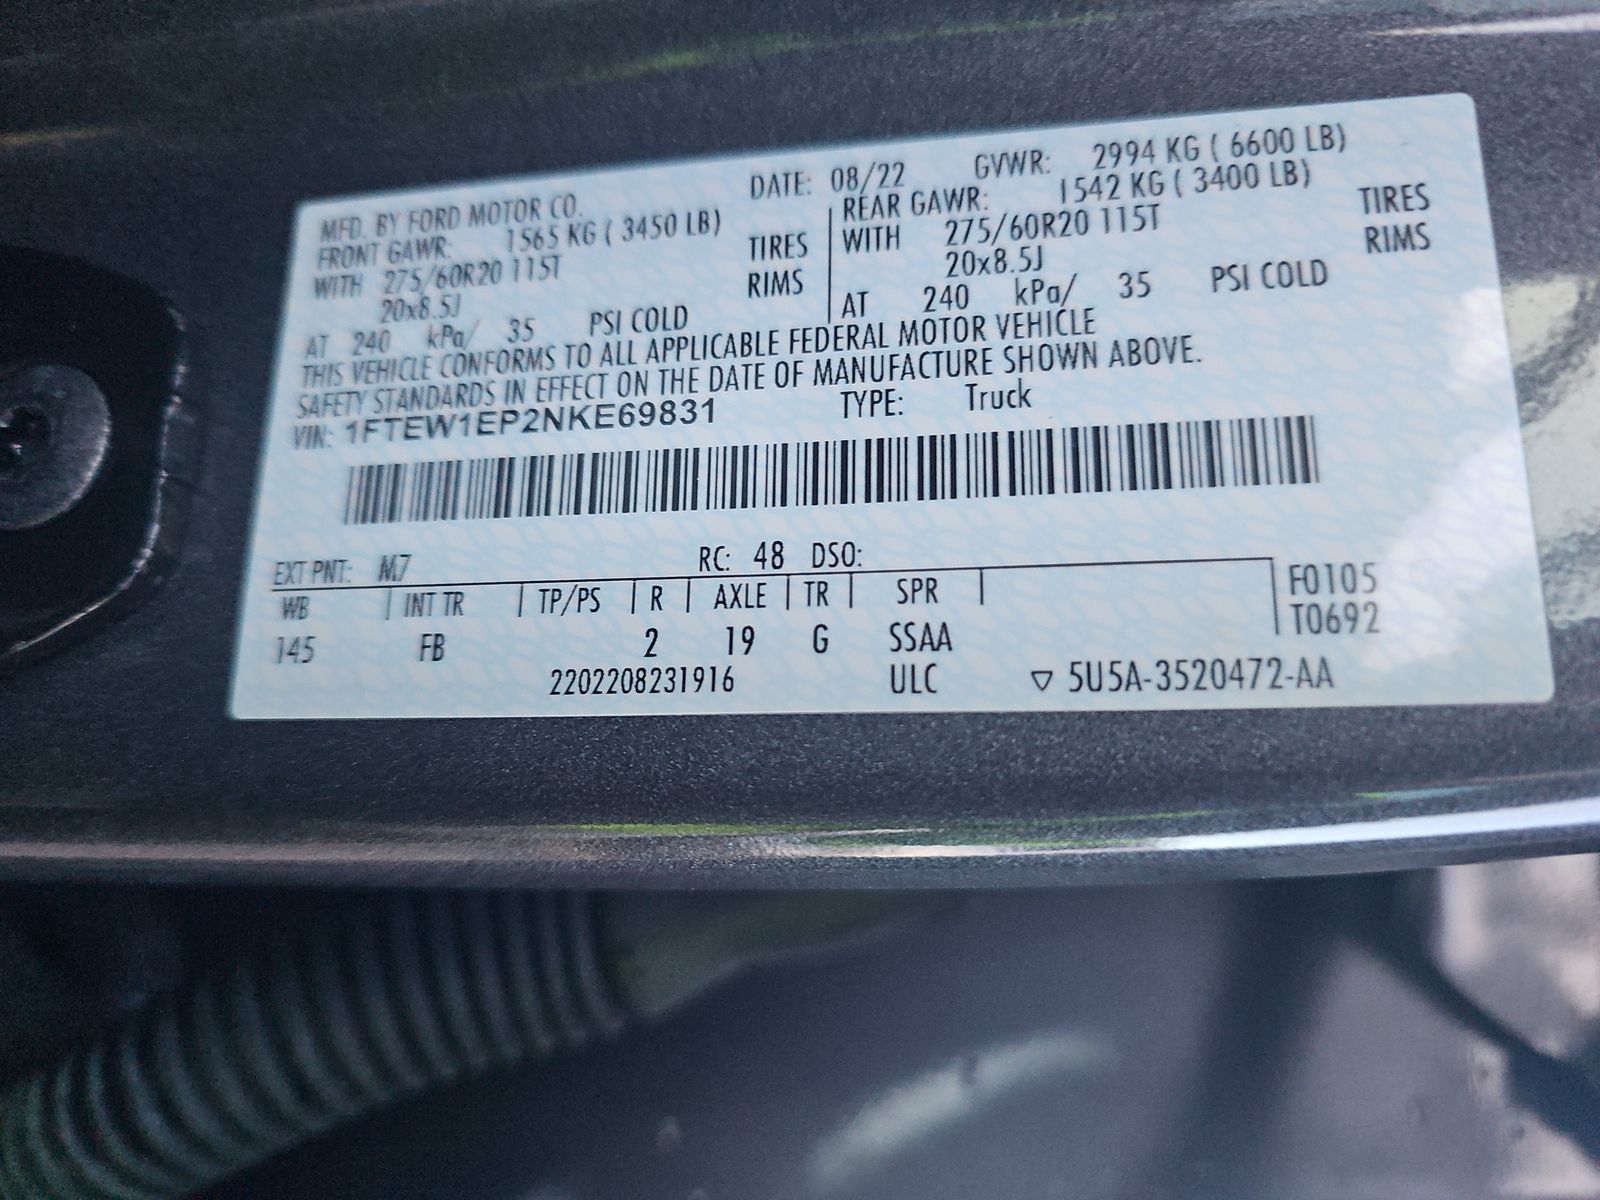 MFD. BY FORD MOTOR CO. DATE: 08/22 GVWR: 2994 KG ( 6600 LB)
FRONT GAWR: 1565 KG ( 3450 LB) REAR GAWR: 1542 KG ( 3400 LB)
WITH 275/60R20 115T TIRES WITH 275/60R20 115T TIRES
20x8.5J RIMS 20x8.5J RIMS
AT 240 kPa/ 35 PSI COLD AT 240 kPa/ 35 PSI COLD
THIS VEHICLE CONFORMS TO ALL APPLICABLE FEDERAL MOTOR VEHICLE
SAFETY STANDARDS IN EFFECT ON THE DATE OF MANUFACTURE SHOWN ABOVE.
VIN: 1FTEW1EP2NKE69831 TYPE: Truck
EXT PNT: M7 RC: 48 DSO:
WB INT TR TP/PS R AXLE TR SPR F0105
145 FB 2 19 G SSAA T0692
2202208231916 ULC ▽ 5U5A-3520472-AA